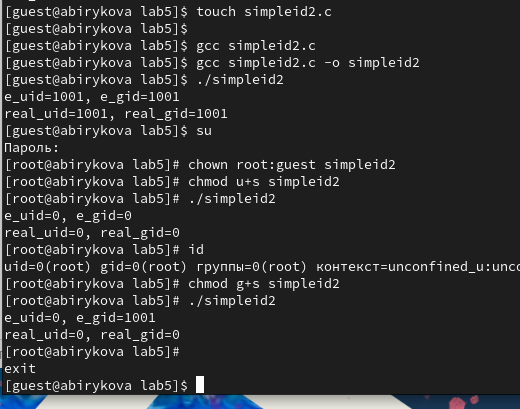 [guest@abirykova lab5]$ touch simpleid2.c
[guest@abirykova lab5]$
[guest@abirykova lab5]$ gcc simpleid2.c
[guest@abirykova lab5]$ gcc simpleid2.c -o simpleid2
[guest@abirykova lab5]$ ./simpleid2
e_uid=1001, e_gid=1001
real_uid=1001, real_gid=1001
[guest@abirykova lab5]$ su
Пароль:
[root@abirykova lab5]# chown root:guest simpleid2
[root@abirykova lab5]# chmod u+s simpleid2
[root@abirykova lab5]# ./simpleid2
e_uid=0, e_gid=0
real_uid=0, real_gid=0
[root@abirykova lab5]# id
uid=0(root) gid=0(root) группы=0(root) контекст=unconfined_u:unco
[root@abirykova lab5]# chmod g+s simpleid2
[root@abirykova lab5]# ./simpleid2
e_uid=0, e_gid=1001
real_uid=0, real_gid=0
[root@abirykova lab5]#
exit
[guest@abirykova lab5]$